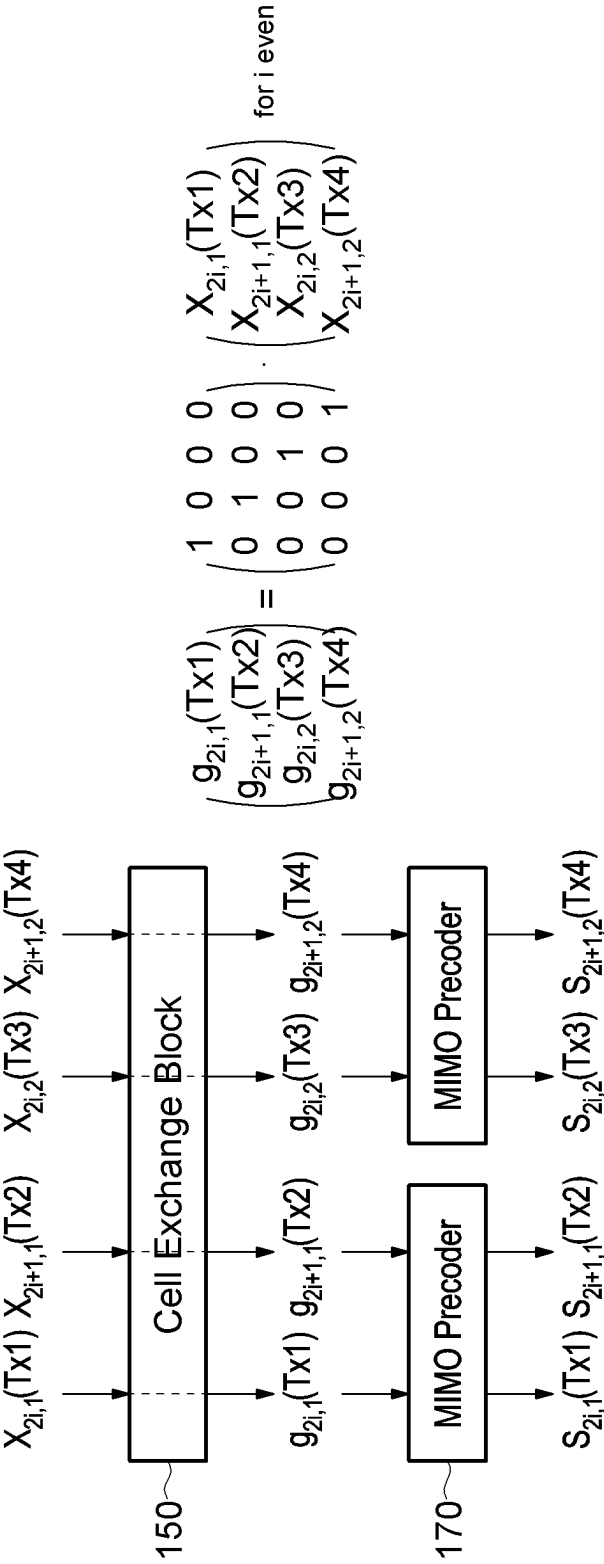 X2i,1(Tx1) X2i+1,1(Tx2) X2i,2(Tx3) X2i+1,2(Tx4)
150
Cell Exchange Block
g2i,1(Tx1) g2i+1,1(Tx2) g2i,2(Tx3) g2i+1,2(Tx4)
170
MIMO Precoder MIMO Precoder
S2i,1(Tx1) S2i+1,1(Tx2) S2i,2(Tx3) S2i+1,2(Tx4)
g2i,1(Tx1) 1 0 0 0 X2i,1(Tx1)
g2i+1,1(Tx2) 0 1 0 0 X2i+1,1(Tx2)
= · for i even
g2i,2(Tx3) 0 0 1 0 X2i,2(Tx3)
g2i+1,2(Tx4) 0 0 0 1 X2i+1,2(Tx4)